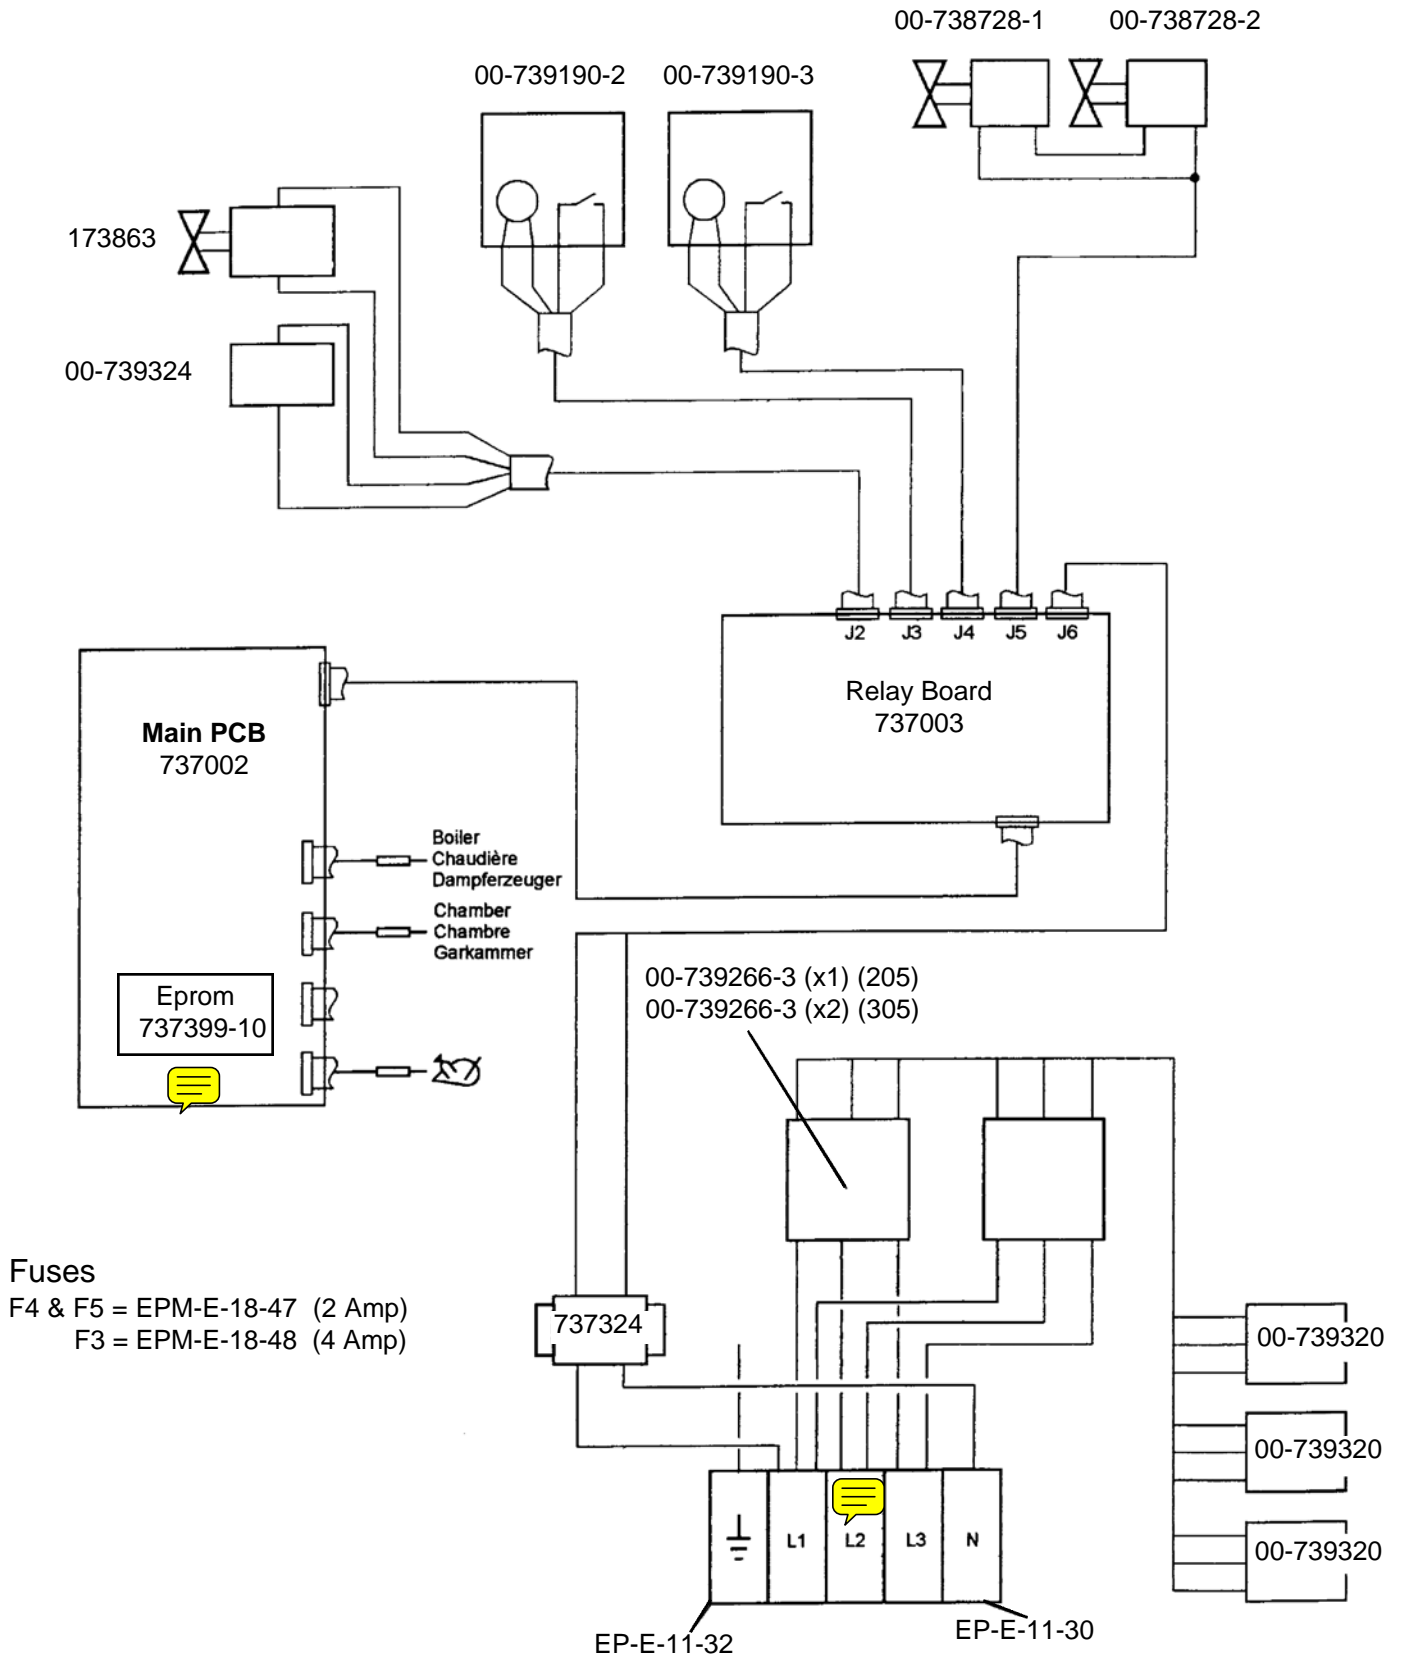 00-738728-1
00-738728-2
00-739190-2
00-739190-3
173863
00-739324
J2
J3
J4
J5
J6
Relay Board
737003
Main PCB
737002
Boiler
Chaudière
Dampferzeuger
Chamber
Chambre
Garkammer
Eprom
737399-10
00-739266-3 (x1) (205)
00-739266-3 (x2) (305)
Fuses
F4 & F5 = EPM-E-18-47 (2 Amp)
F3 = EPM-E-18-48 (4 Amp)
737324
00-739320
00-739320
00-739320
L1
L2
L3
N
EP-E-11-32
EP-E-11-30